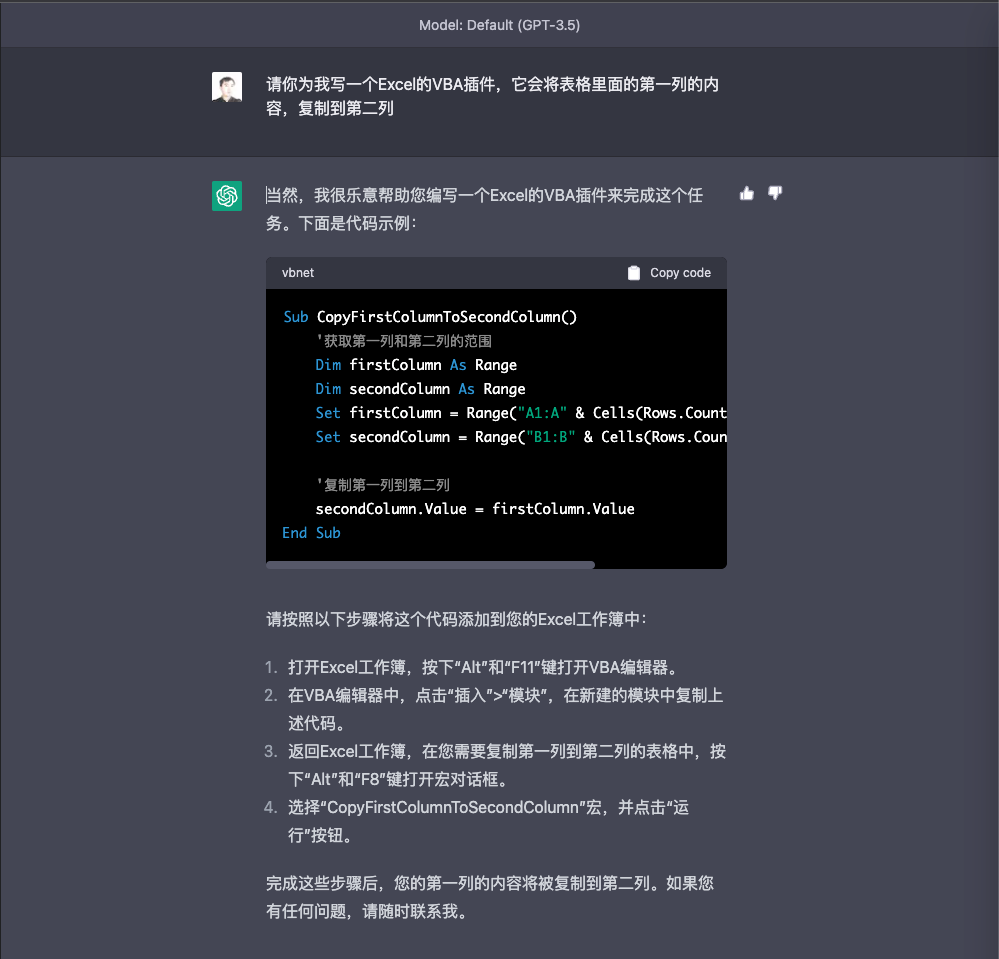 Model: Default (GPT-3.5)
请你为我写一个Excel的VBA插件，它会将表格里面的第一列的内
容，复制到第二列
当然，我很乐意帮助您编写一个Excel的VBA插件来完成这个任
务。下面是代码示例：
vbnet Copy code
Sub CopyFirstColumnToSecondColumn()
'获取第一列和第二列的范围
Dim firstColumn As Range
Dim secondColumn As Range
Set firstColumn = Range("A1:A" & Cells(Rows.Count
Set secondColumn = Range("B1:B" & Cells(Rows.Coun
'复制第一列到第二列
secondColumn.Value = firstColumn.Value
End Sub
请按照以下步骤将这个代码添加到您的Excel工作簿中：
1. 打开Excel工作簿，按下“Alt”和“F11”键打开VBA编辑器。
2. 在VBA编辑器中，点击“插入”>“模块”，在新建的模块中复制上
述代码。
3. 返回Excel工作簿，在您需要复制第一列到第二列的表格中，按
下“Alt”和“F8”键打开宏对话框。
4. 选择“CopyFirstColumnToSecondColumn”宏，并点击“运
行”按钮。
完成这些步骤后，您的第一列的内容将被复制到第二列。如果您
有任何问题，请随时联系我。